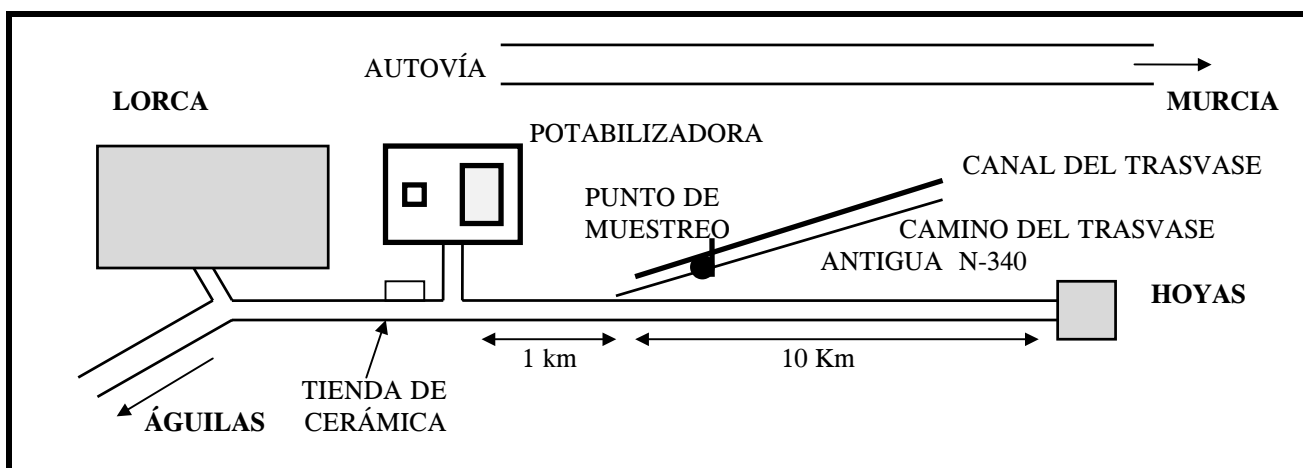 AUTOVÍA
LORCA
MURCIA
POTABILIZADORA
CANAL DEL TRASVASE
PUNTO DE
MUESTREO
CAMINO DEL TRASVASE
ANTIGUA N-340
HOYAS
1 km
10 Km
TIENDA DE
CERÁMICA
ÁGUILAS